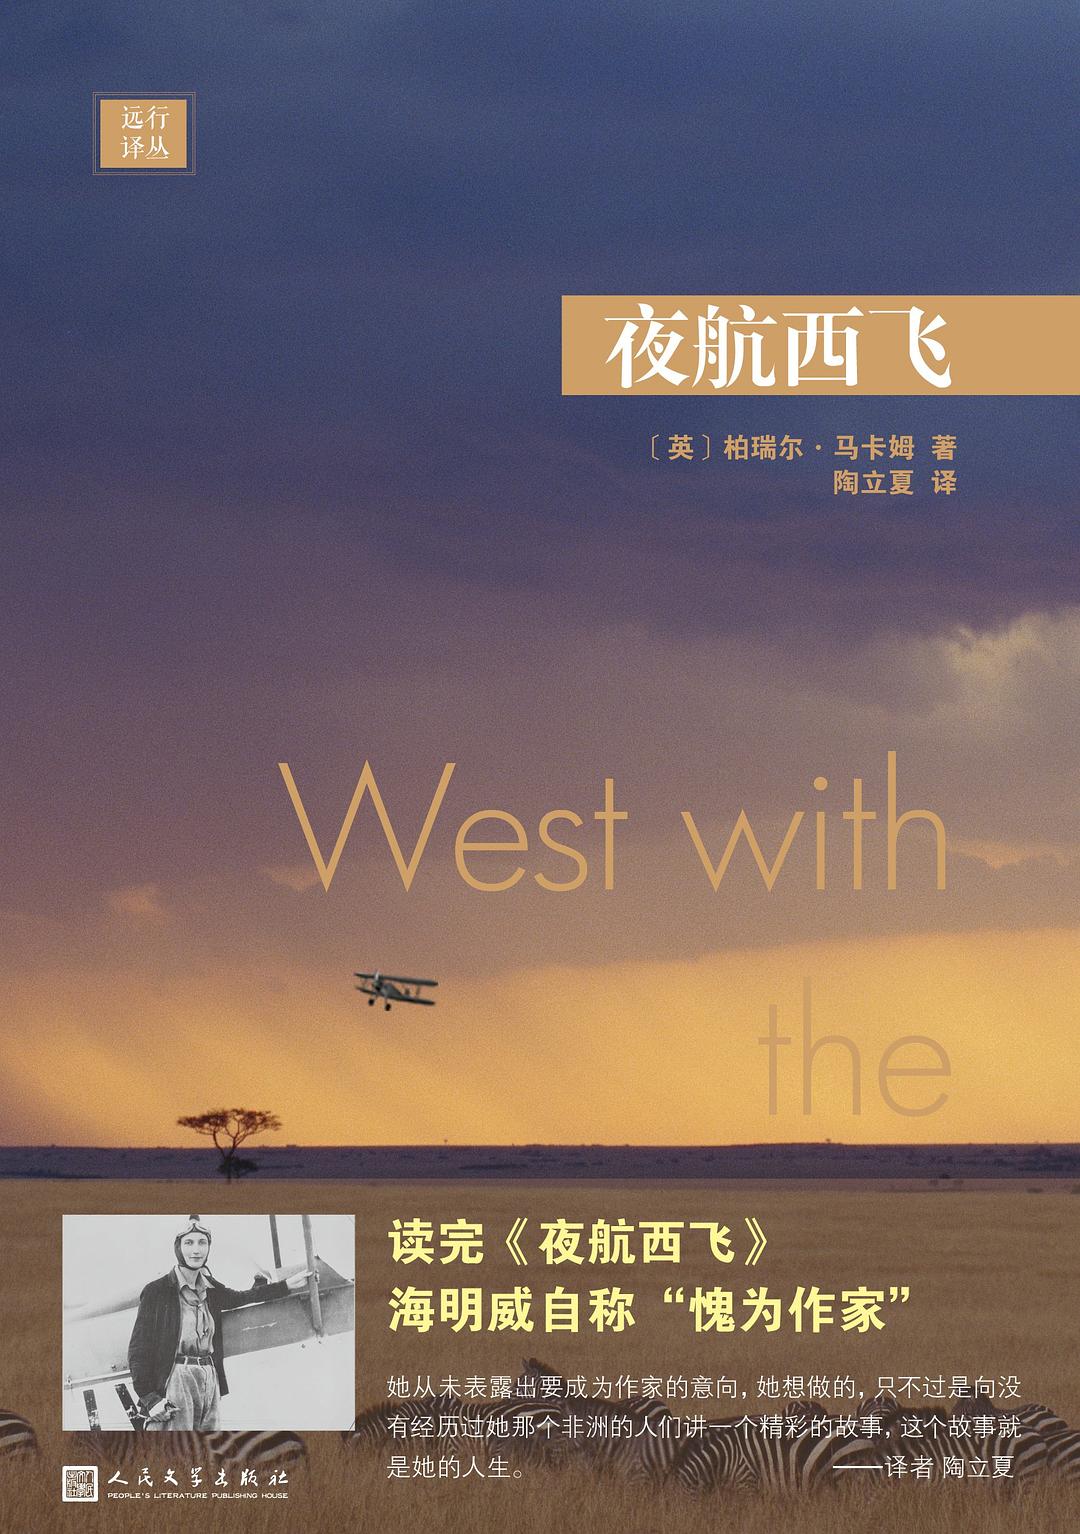 远行
译丛
夜航西飞
〔英〕柏瑞尔·马卡姆 著
陶立夏 译
West with
the
读完《夜航西飞》
海明威自称“愧为作家”
她从未表露出要成为作家的意向，她想做的，只不过是向没
有经历过她那个非洲的人们讲一个精彩的故事，这个故事就
是她的人生。 ——译者 陶立夏
人民文学出版社
PEOPLE'S LITERATURE PUBLISHING HOUSE